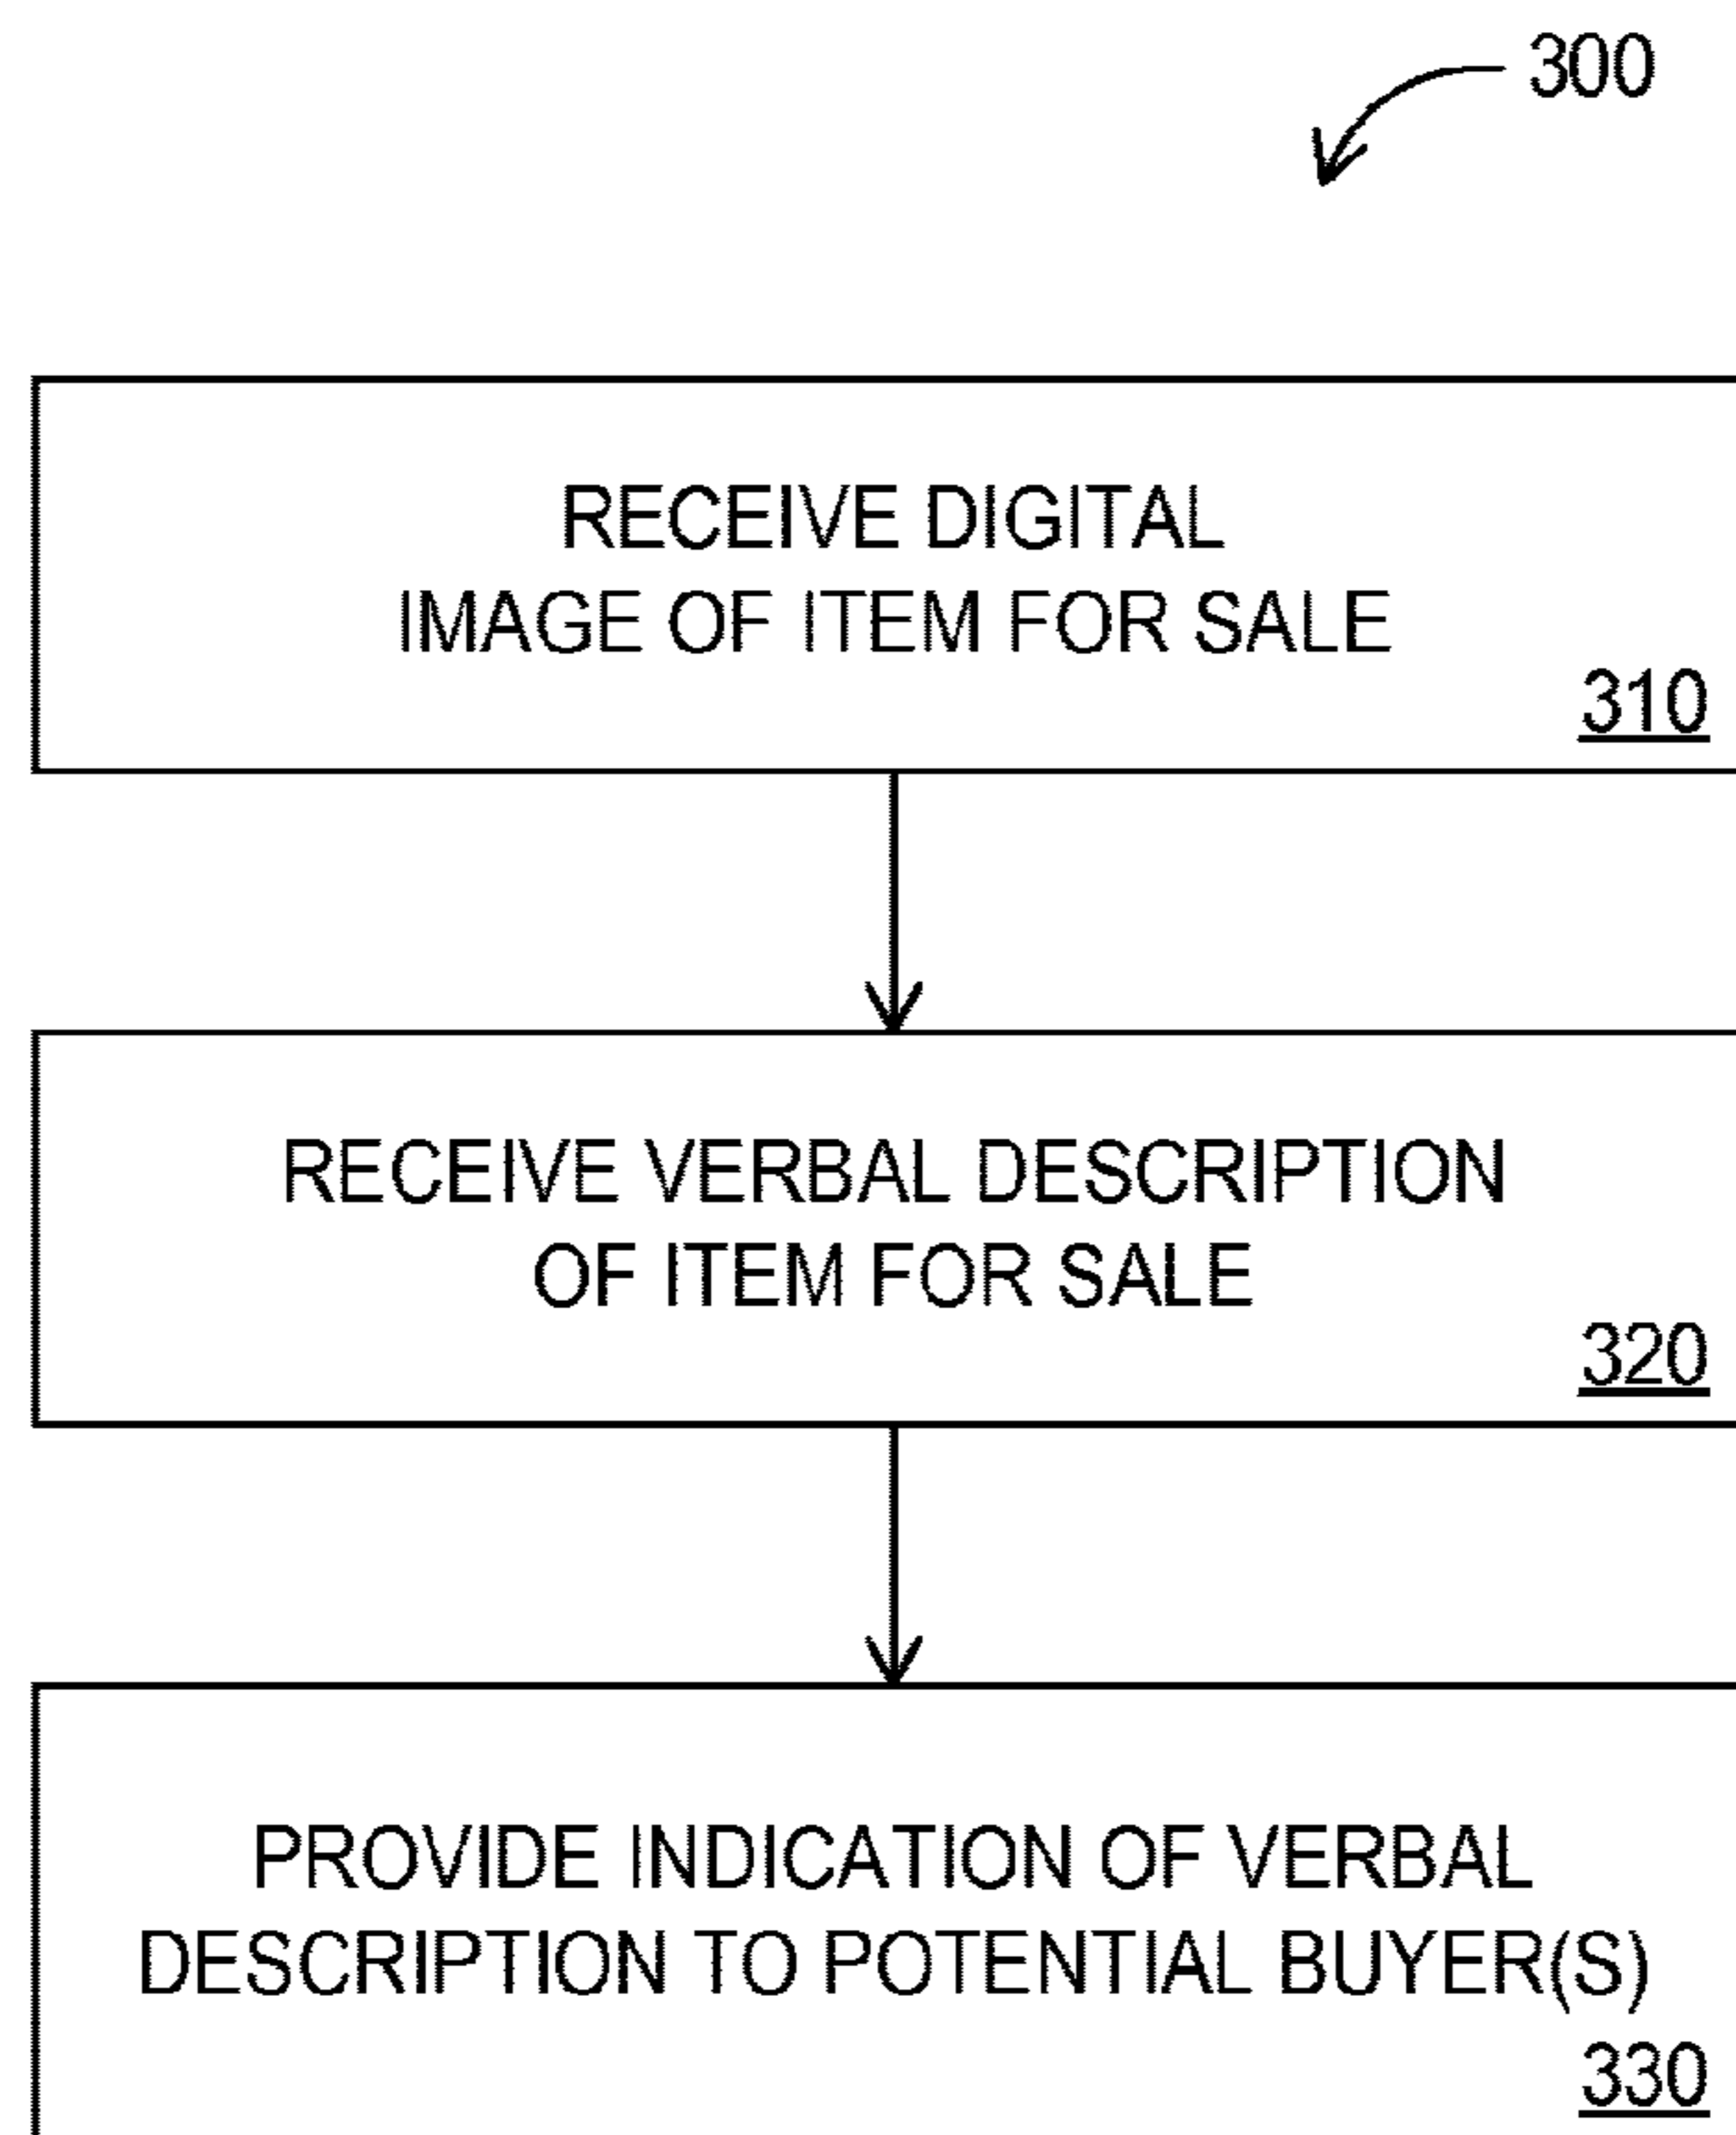 300
RECEIVE DIGITAL
IMAGE OF ITEM FOR SALE
310
RECEIVE VERBAL DESCRIPTION
OF ITEM FOR SALE
320
PROVIDE INDICATION OF VERBAL
DESCRIPTION TO POTENTIAL BUYER(S)
330